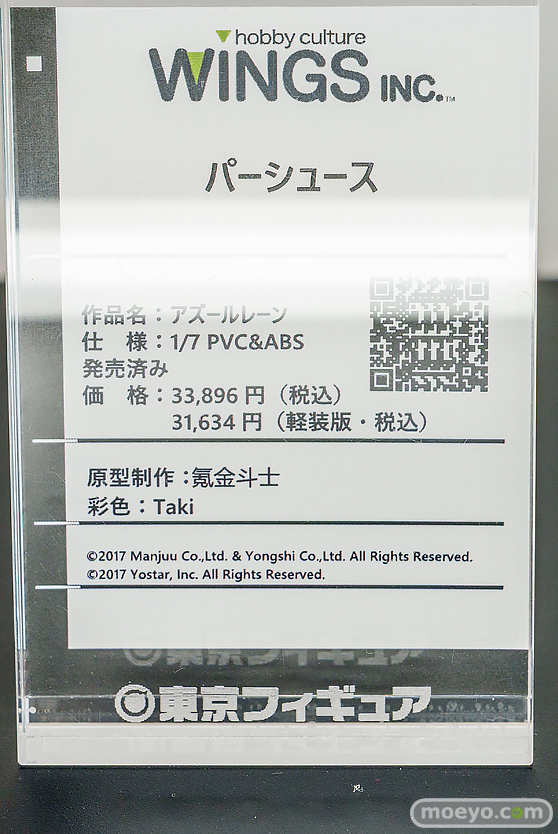 hobby culture
WINGS INC.™
パーシュース
作品名：アズールレーン
仕　様：1/7 PVC&ABS
発売済み
価　格：33,896 円（税込）
31,634 円（軽装版・税込）
原型制作：氪金斗士
彩色：Taki
©2017 Manjuu Co.,Ltd. & Yongshi Co.,Ltd. All Rights Reserved.
©2017 Yostar, Inc. All Rights Reserved.
東京フィギュア
moeyo.com